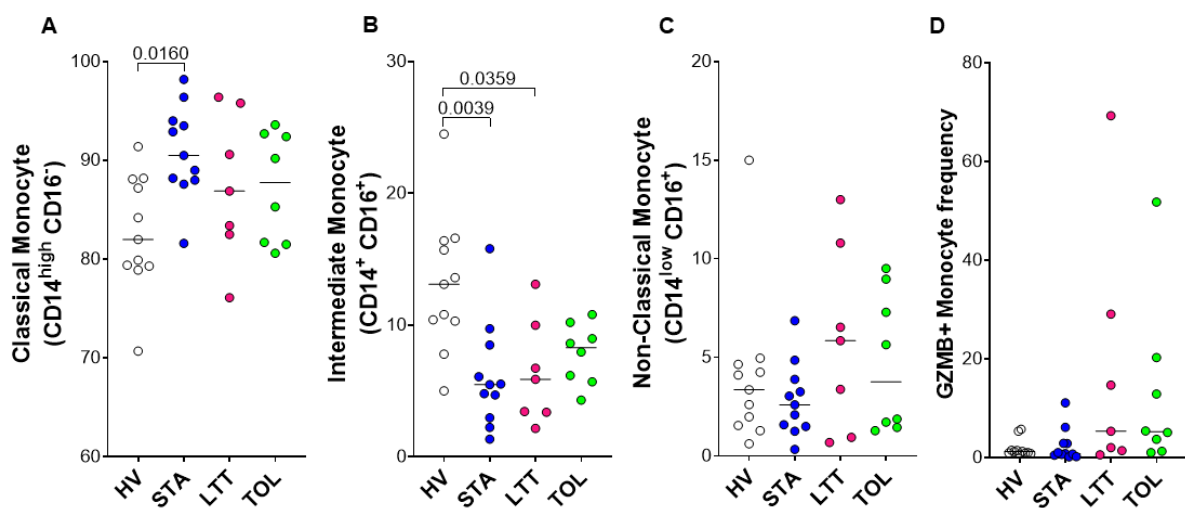 A
Classical Monocyte
(CD14ʰⁱᵍʰ CD16⁻)
100
90
80
70
60
0.0160
HV
STA
LTT
TOL
B
Intermediate Monocyte
(CD14⁺ CD16⁺)
30
20
10
0
0.0359
0.0039
HV
STA
LTT
TOL
C
Non-Classical Monocyte
(CD14ˡᵒʷ CD16⁺)
20
15
10
5
0
HV
STA
LTT
TOL
D
GZMB+ Monocyte frequency
80
60
40
20
0
HV
STA
LTT
TOL